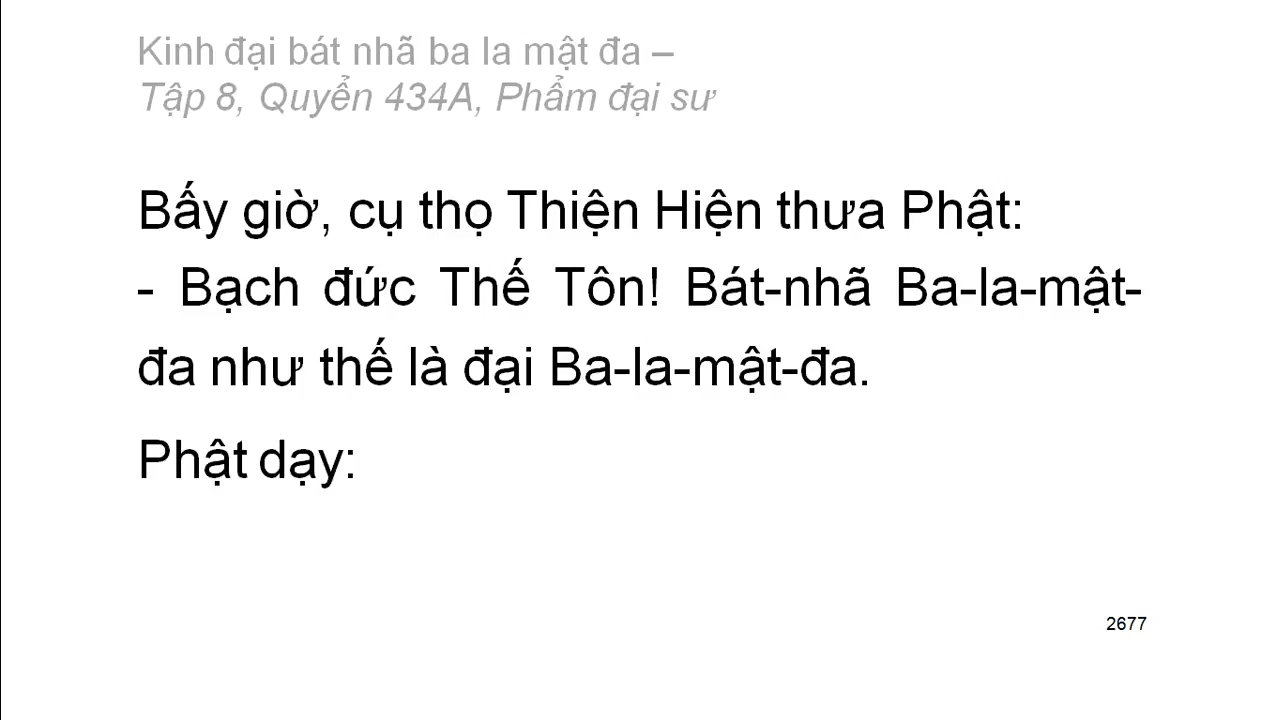 Kinh đại bát nhã ba la mật đa –
Tập 8, Quyển 434A, Phẩm đại sư
Bấy giờ, cụ thọ Thiện Hiện thưa Phật:
- Bạch đức Thế Tôn! Bát-nhã Ba-la-mật-
đa như thế là đại Ba-la-mật-đa.
Phật dạy:
2677